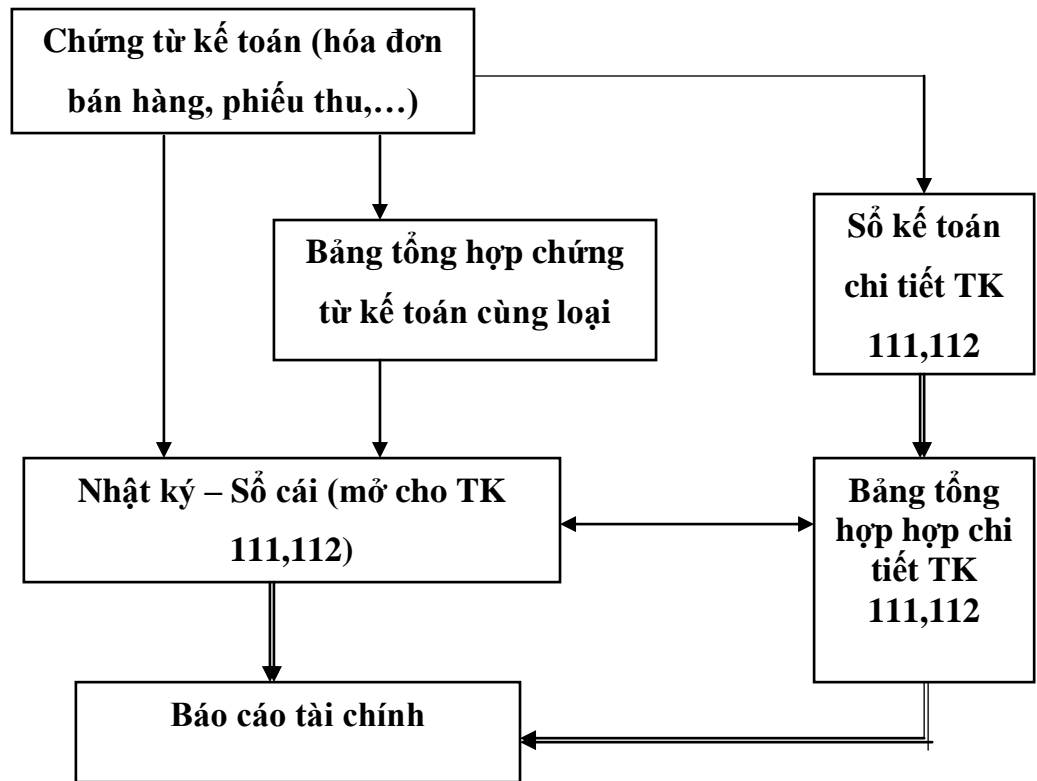 Chứng từ kế toán (hóa đơn
bán hàng, phiếu thu,…)
Sổ kế toán
chi tiết TK
111,112
Bảng tổng hợp chứng
từ kế toán cùng loại
Nhật ký – Sổ cái (mở cho TK
111,112)
Bảng tổng
hợp hợp chi
tiết TK
111,112
Báo cáo tài chính